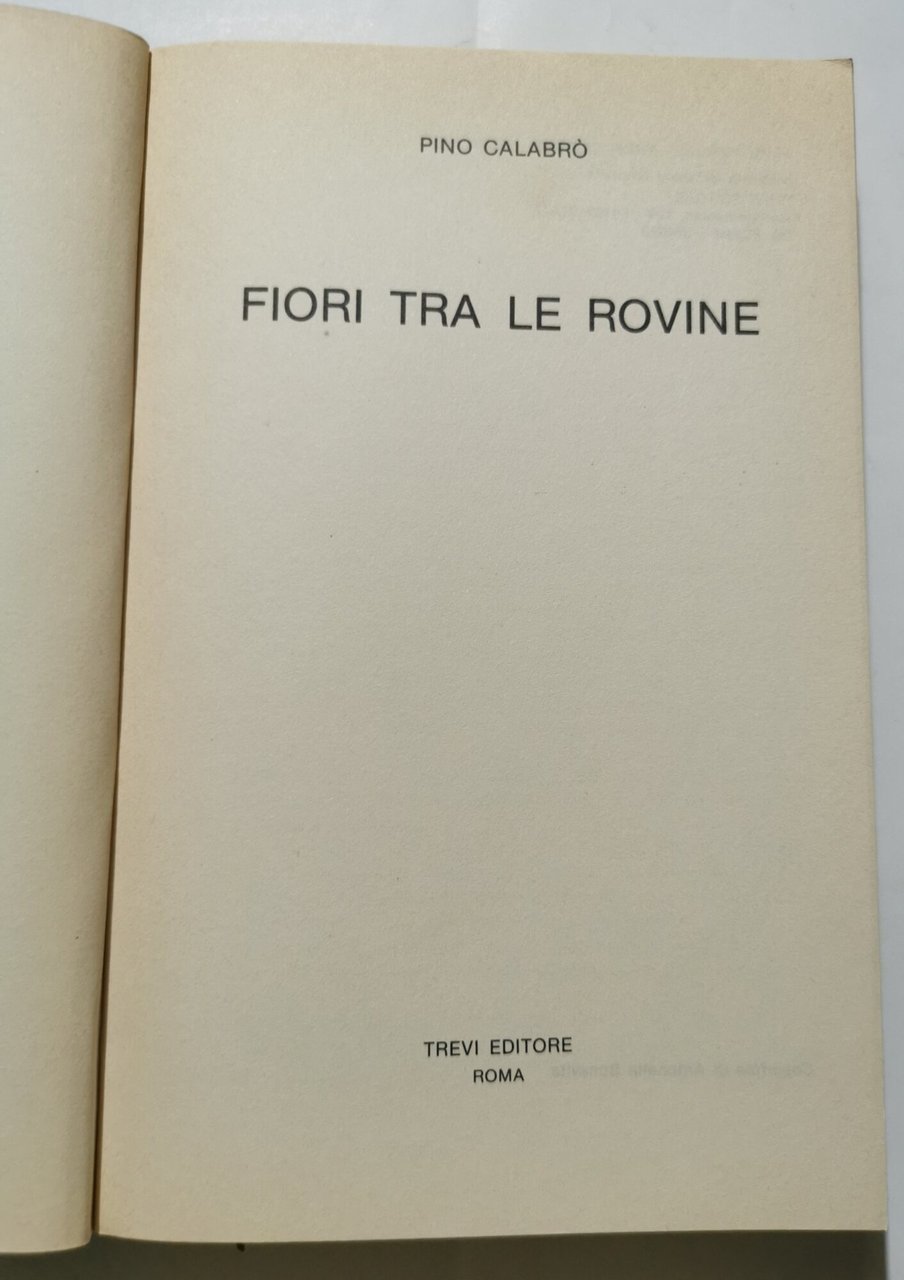 PINO CALABRÒ
FIORI TRA LE ROVINE
TREVI EDITORE
ROMA